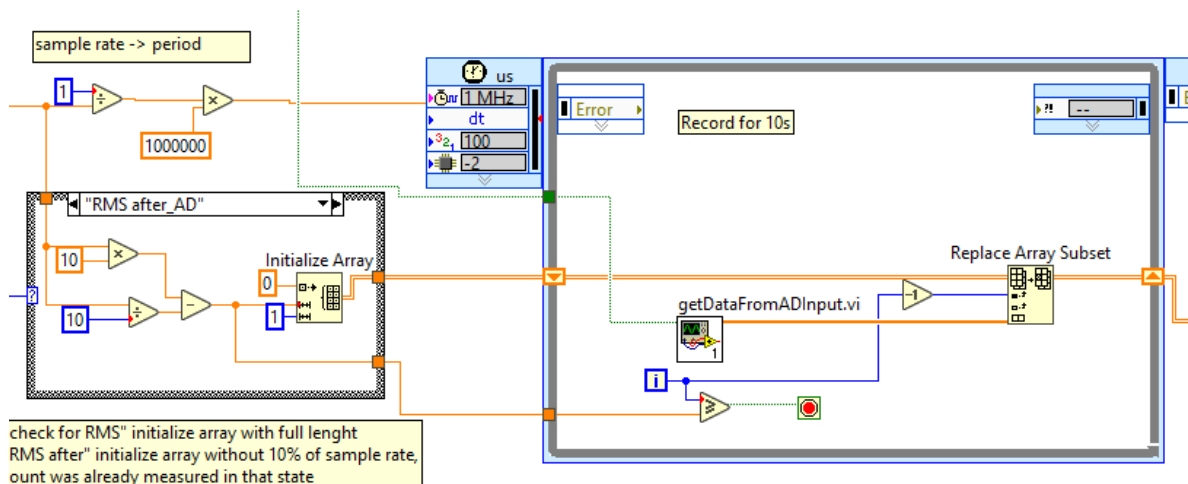 sample rate -> period
1
1000000
us
1 MHz
dt
100
-2
Error
Record for 10s
--
"RMS after_AD"
10
10
Initialize Array
0
1
?
getDataFromADInput.vi
1
-1
Replace Array Subset
i
check for RMS" initialize array with full lenght
RMS after" initialize array without 10% of sample rate,
ount was already measured in that state